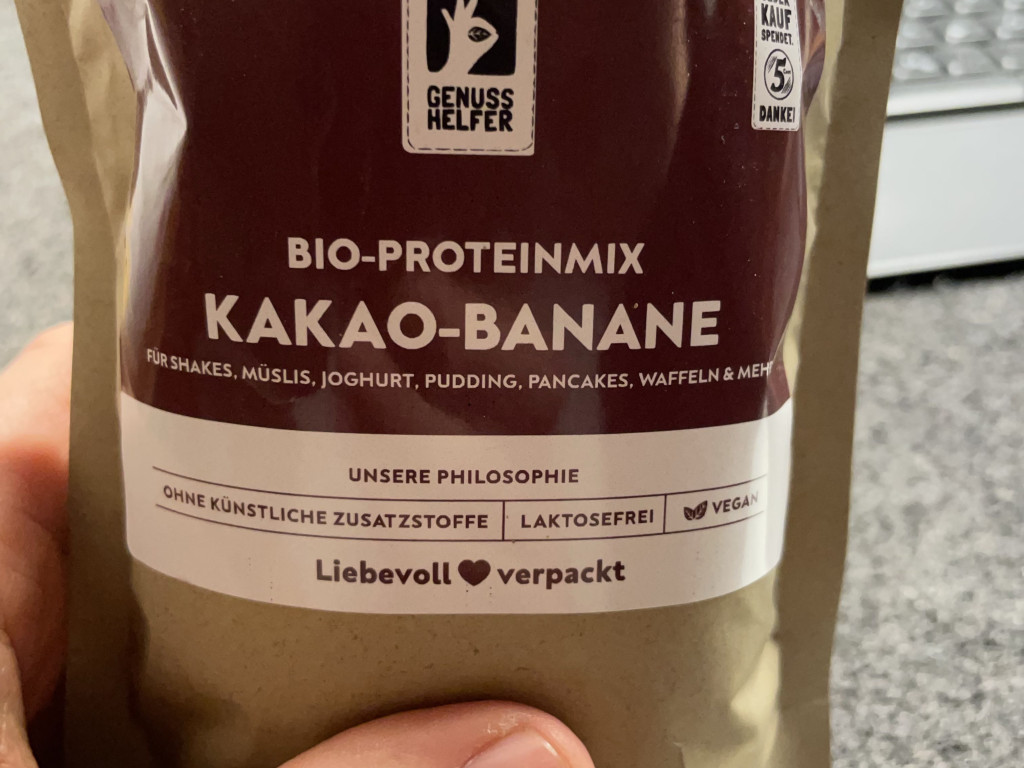 GENUSS
HELFER
KAUF
SPENDET.
5
DANKE!
BIO-PROTEINMIX
KAKAO-BANANE
FÜR SHAKES, MÜSLIS, JOGHURT, PUDDING, PANCAKES, WAFFELN & MEHR
UNSERE PHILOSOPHIE
OHNE KÜNSTLICHE ZUSATZSTOFFE LAKTOSEFREI VEGAN
Liebevoll verpackt